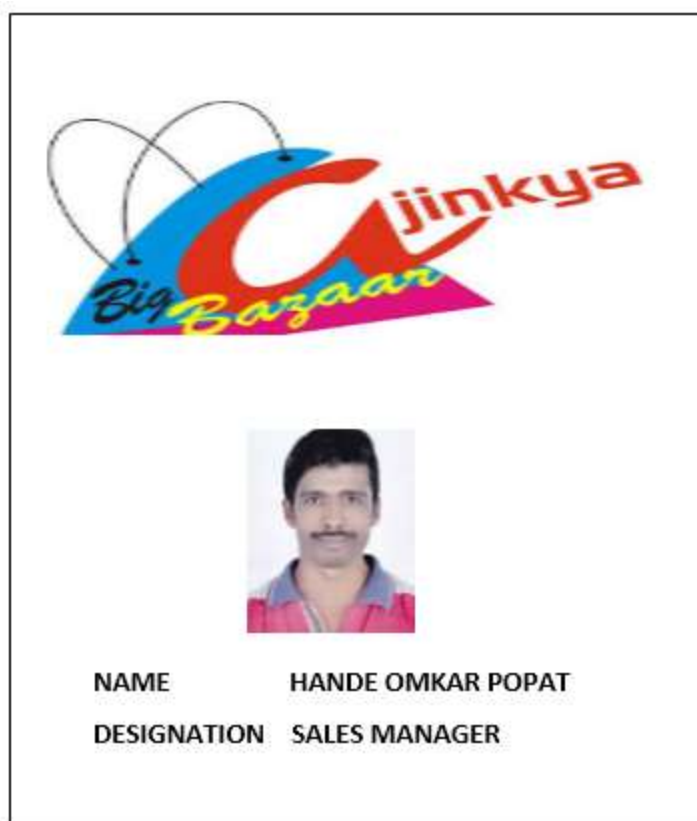 ajinkya
Big Bazaar
NAME HANDE OMKAR POPAT
DESIGNATION SALES MANAGER